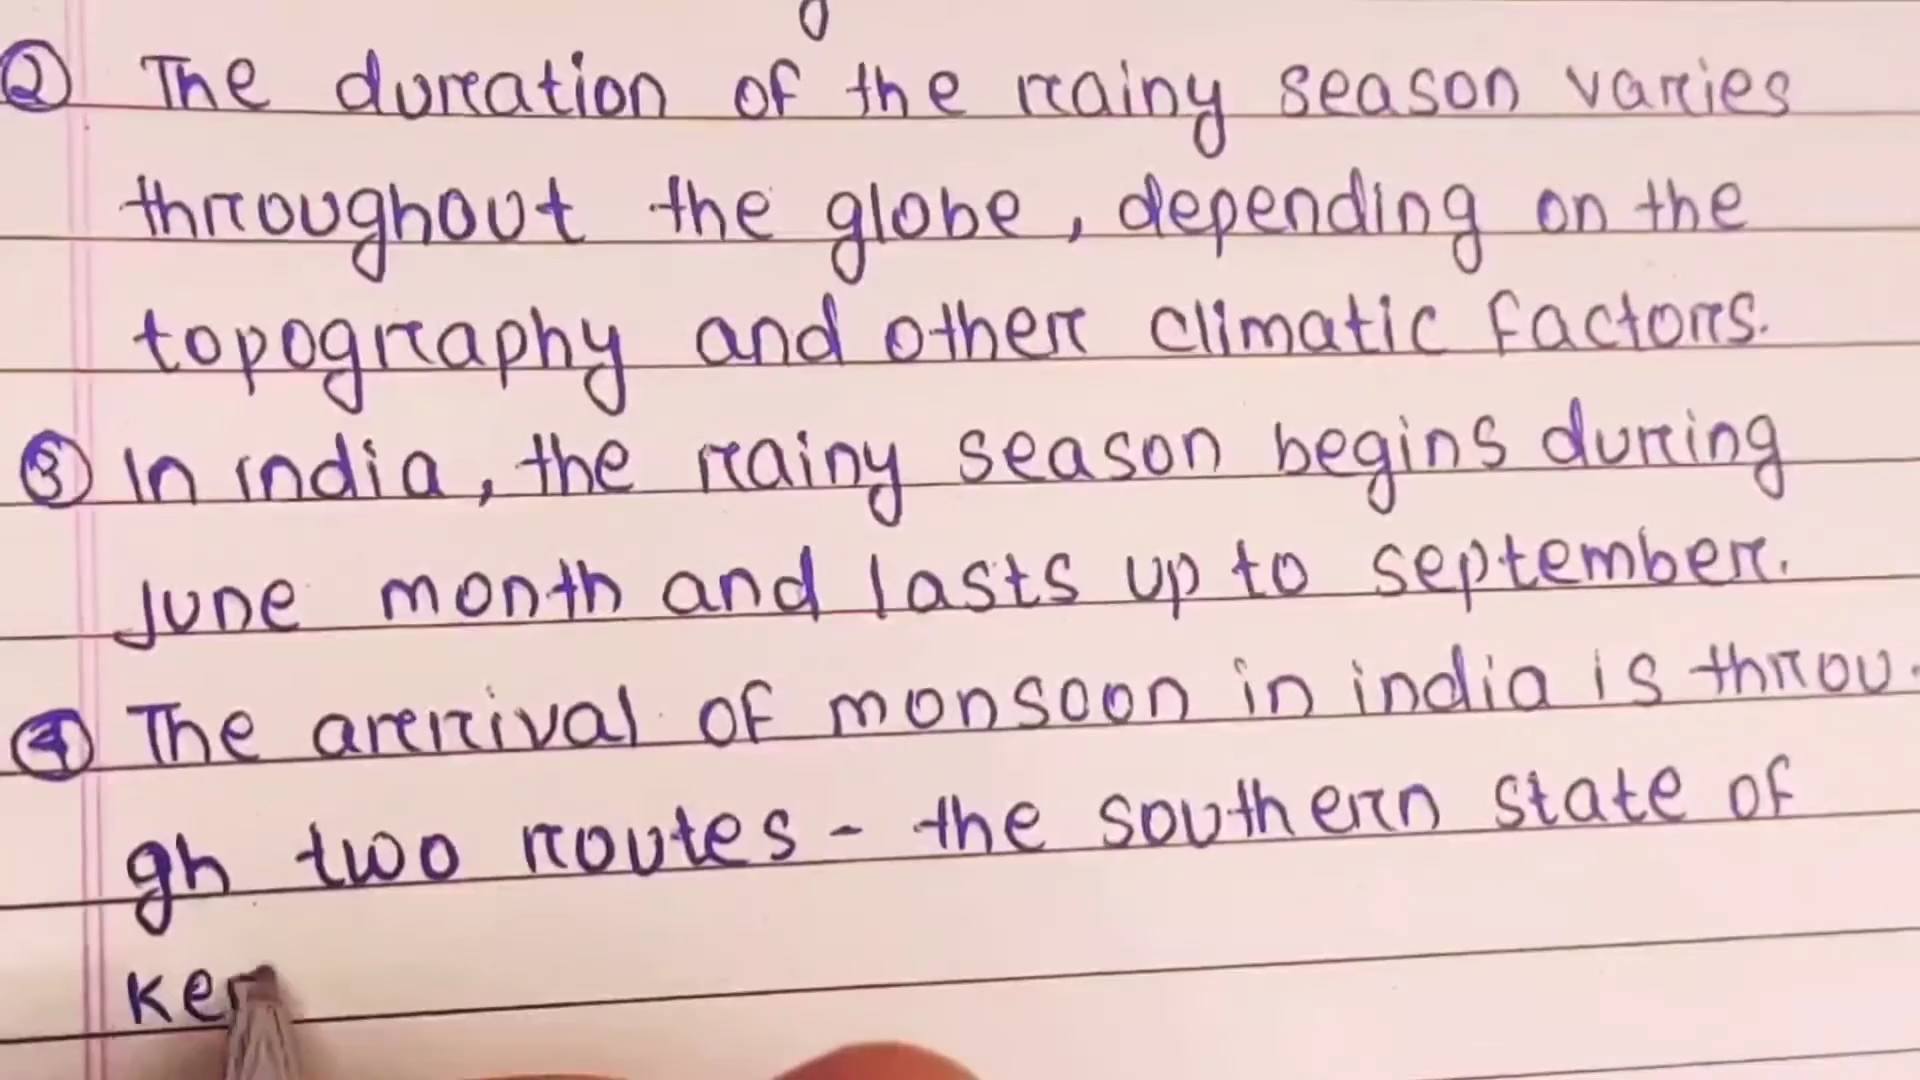 ② The duration of the rainy season varies
throughout the globe, depending on the
topography and other climatic factors.
③ In india, the rainy season begins during
June month and lasts up to september.
④ The arrival of monsoon in india is throu-
gh two routes - the southern state of
Ker